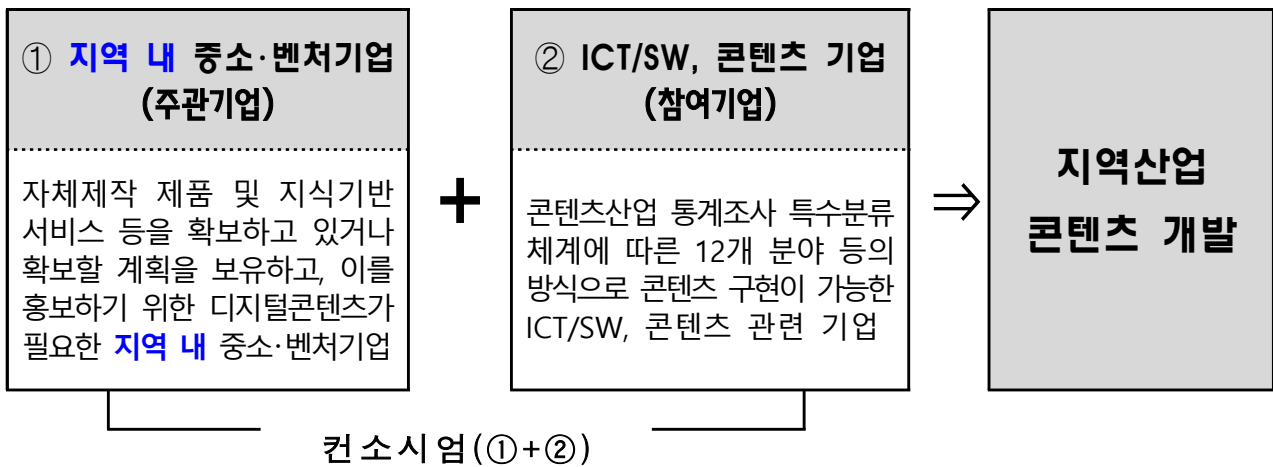 ① 지역 내 중소·벤처기업
(주관기업)
자체제작 제품 및 지식기반
서비스 등을 확보하고 있거나
확보할 계획을 보유하고, 이를
홍보하기 위한 디지털콘텐츠가
필요한 지역 내 중소·벤처기업
+
② ICT/SW, 콘텐츠 기업
(참여기업)
콘텐츠산업 통계조사 특수분류
체계에 따른 12개 분야 등의
방식으로 콘텐츠 구현이 가능한
ICT/SW, 콘텐츠 관련 기업
⇒
지역산업
콘텐츠 개발
컨소시엄(①+②)